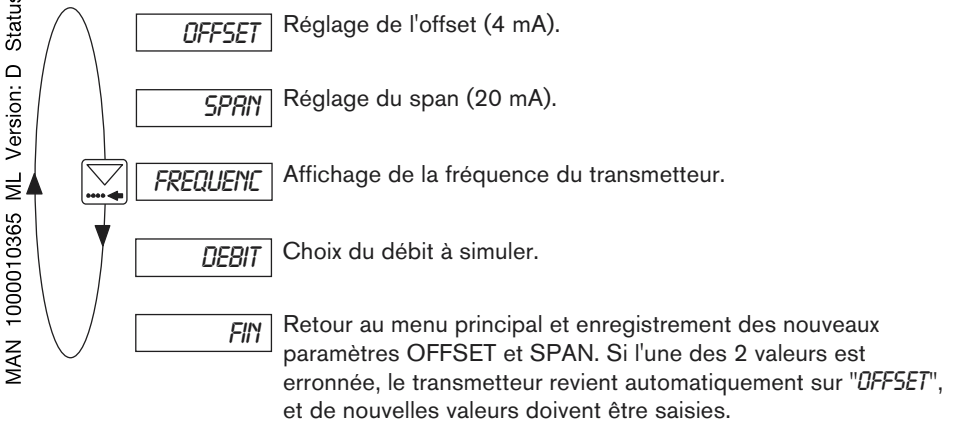 OFFSET Réglage de l'offset (4 mA).
SPAN Réglage du span (20 mA).
FREQUENC Affichage de la fréquence du transmetteur.
DEBIT Choix du débit à simuler.
FIN Retour au menu principal et enregistrement des nouveaux
paramètres OFFSET et SPAN. Si l'une des 2 valeurs est
erronnée, le transmetteur revient automatiquement sur "OFFSET",
et de nouvelles valeurs doivent être saisies.
MAN 1000010365 ML Version: D Status